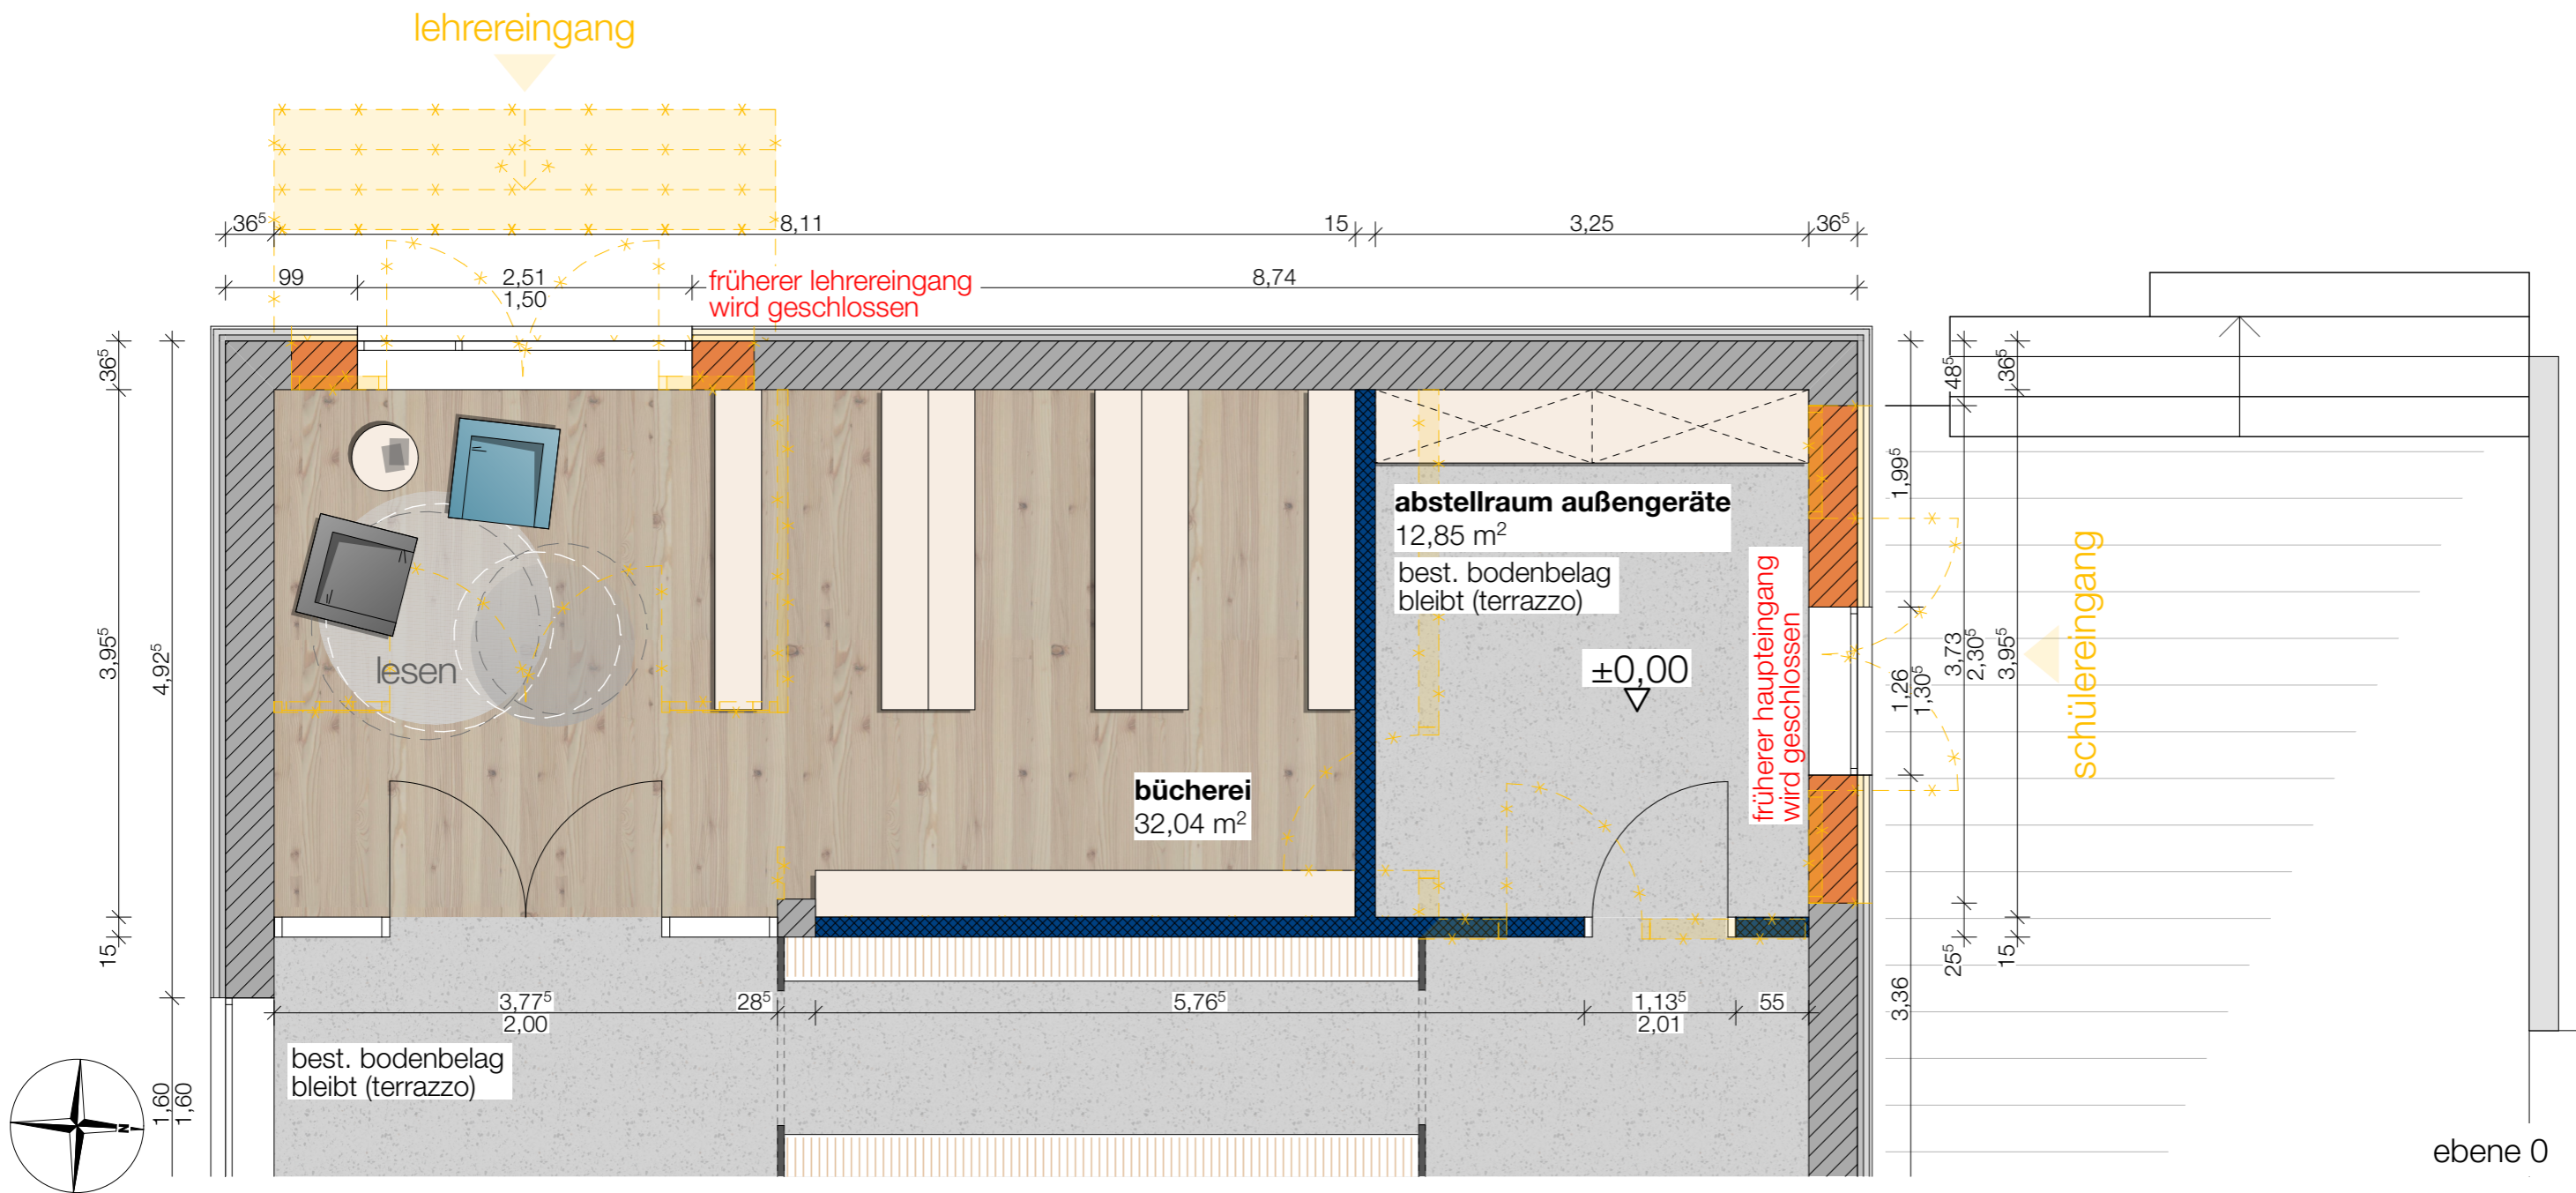 lehrereingang
36⁵
8,11
15
3,25
36⁵
99
2,51
1,50
früherer lehrereingang
wird geschlossen
8,74
36⁵
3,95⁵
15
4,92⁵
1,60
1,60
lesen
bücherei
32,04 m²
abstellraum außengeräte
12,85 m²
best. bodenbelag
bleibt (terrazzo)
±0,00
früherer haupteingang
wird geschlossen
1,99⁵
1,26
1,30⁵
3,36
48⁵
3,73
2,30⁵
25⁵
36⁵
3,95⁵
15
schülereingang
3,77⁵
2,00
28⁵
5,76⁵
1,13⁵
2,01
55
best. bodenbelag
bleibt (terrazzo)
N
ebene 0